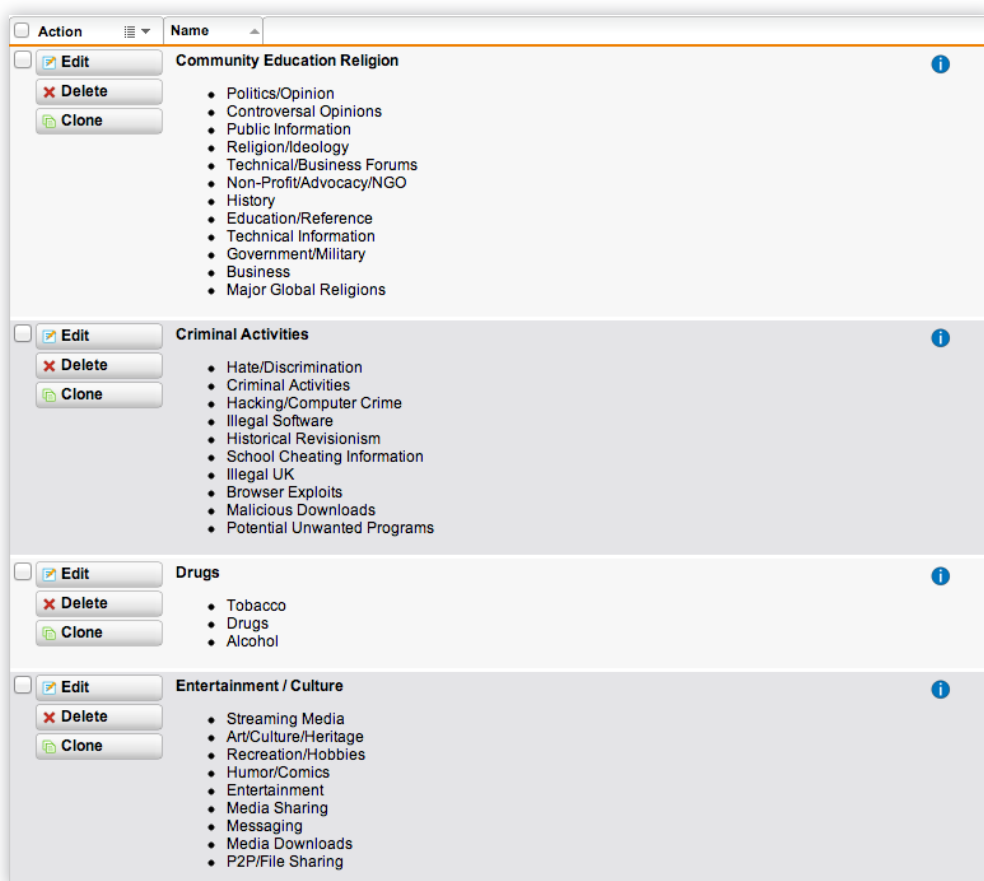 Action Name
Edit Community Education Religion
Delete
Clone
Politics/Opinion
Controversal Opinions
Public Information
Religion/Ideology
Technical/Business Forums
Non-Profit/Advocacy/NGO
History
Education/Reference
Technical Information
Government/Military
Business
Major Global Religions
Edit Criminal Activities
Delete
Clone
Hate/Discrimination
Criminal Activities
Hacking/Computer Crime
Illegal Software
Historical Revisionism
School Cheating Information
Illegal UK
Browser Exploits
Malicious Downloads
Potential Unwanted Programs
Edit Drugs
Delete
Clone
Tobacco
Drugs
Alcohol
Edit Entertainment / Culture
Delete
Clone
Streaming Media
Art/Culture/Heritage
Recreation/Hobbies
Humor/Comics
Entertainment
Media Sharing
Messaging
Media Downloads
P2P/File Sharing